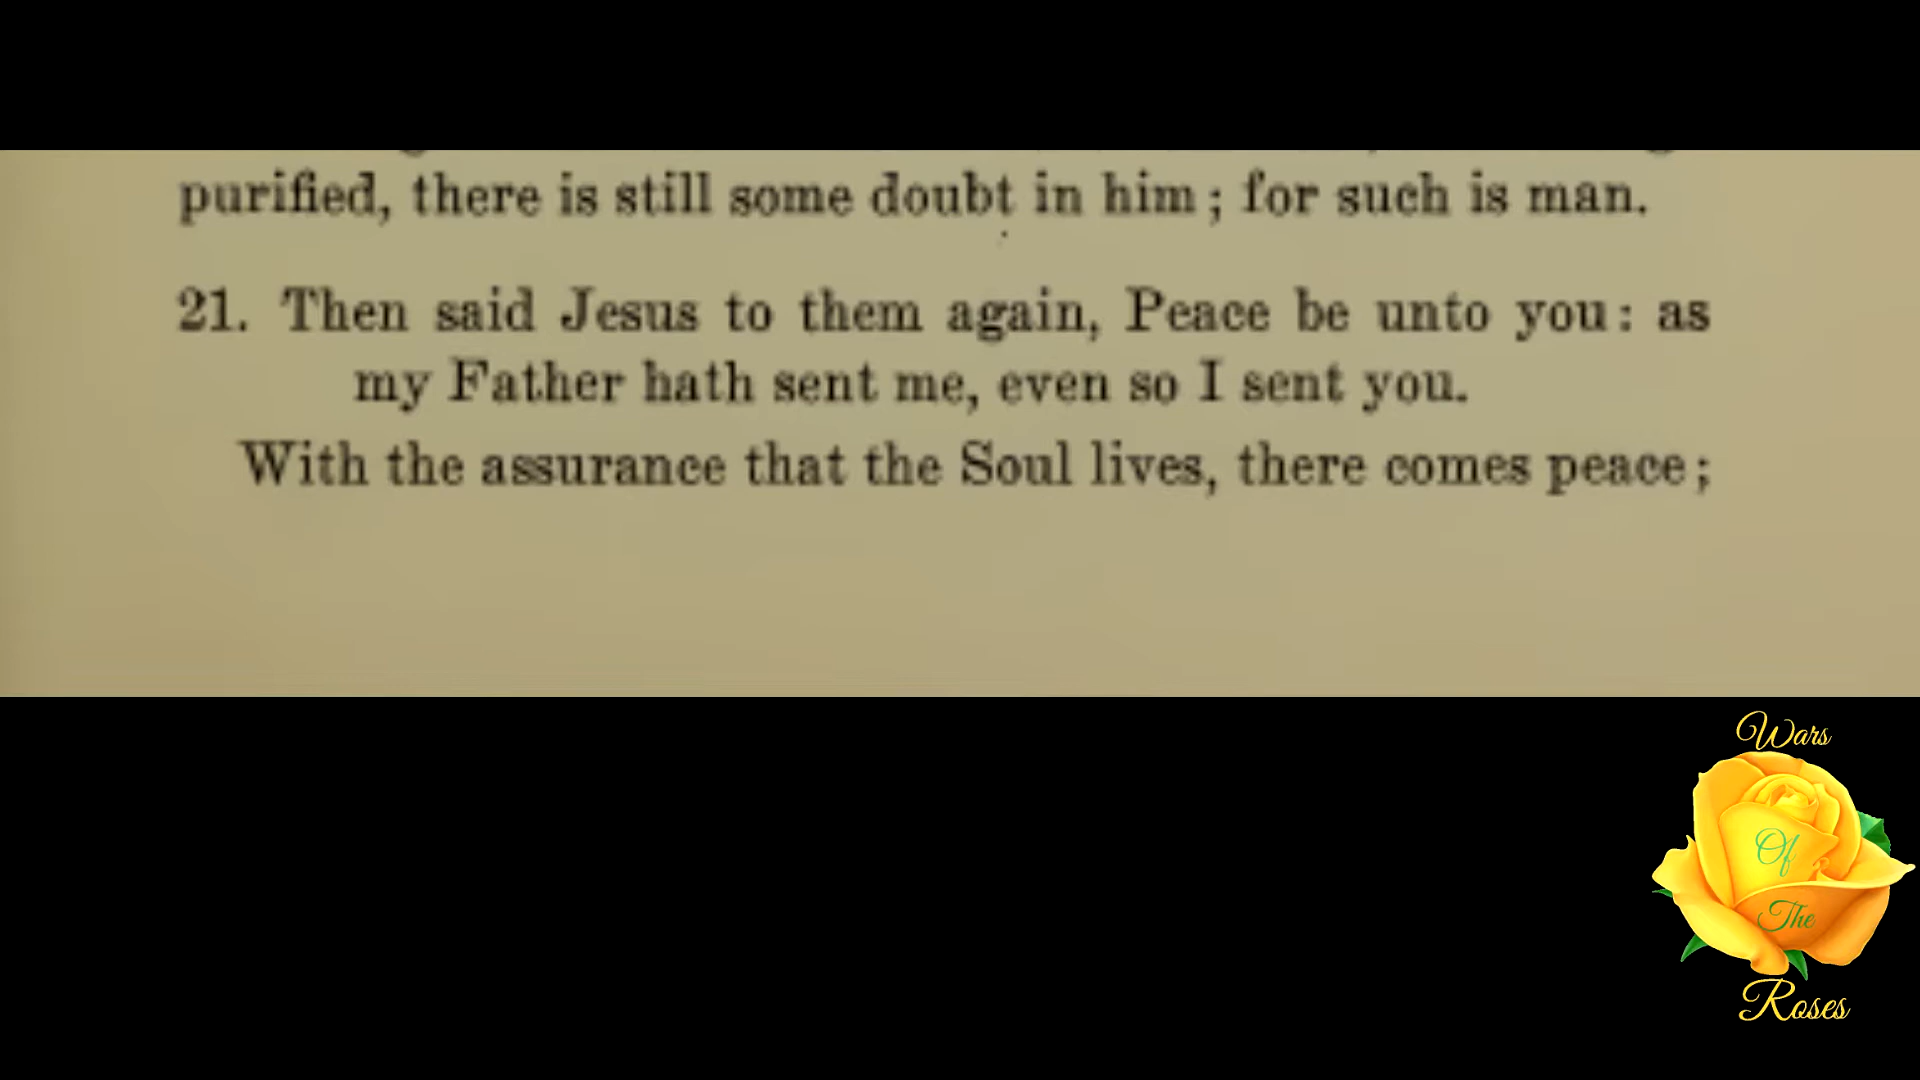 purified, there is still some doubt in him; for such is man.
21. Then said Jesus to them again, Peace be unto you: as
my Father hath sent me, even so I sent you.
With the assurance that the Soul lives, there comes peace;
Wars
Of
The
Roses